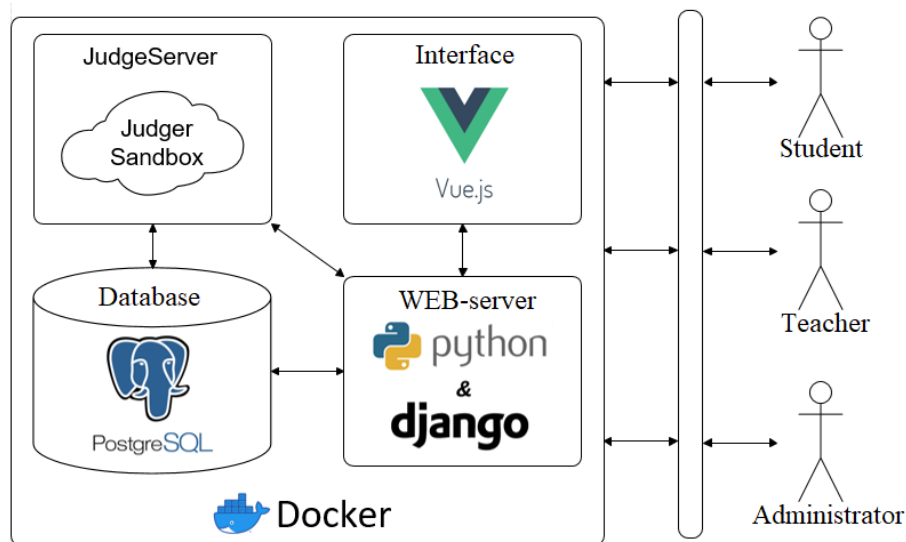 JudgeServer
Judger
Sandbox
Interface
Vue.js
Student
Database
PostgreSQL
WEB-server
python
&
django
Teacher
Docker
Administrator